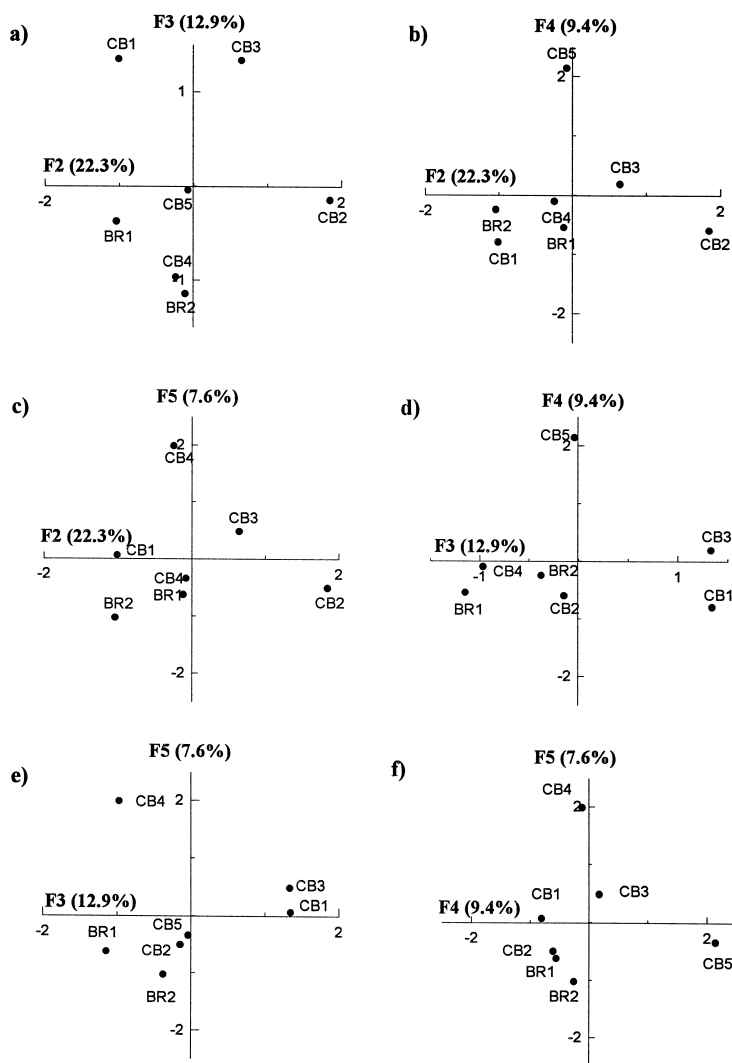 a)
F3 (12.9%)
CB1
CB3
1
F2 (22.3%)
-2
2
CB5
CB2
BR1
CB4
-1
BR2
b)
F4 (9.4%)
CB5
2
CB3
F2 (22.3%)
-2
2
CB4
BR2
BR1
CB1
CB2
-2
c)
F5 (7.6%)
2
CB4
CB3
F2 (22.3%)
CB1
-2
2
CB4
BR1
BR2
CB2
-2
d)
F4 (9.4%)
CB5
2
CB3
F3 (12.9%)
-1
1
CB4
BR2
BR1
CB2
CB1
-2
e)
F5 (7.6%)
CB4
2
CB3
F3 (12.9%)
CB1
-2
2
CB5
BR1
CB2
BR2
-2
f)
F5 (7.6%)
CB4
2
CB1
CB3
F4 (9.4%)
-2
2
CB2
CB5
BR1
BR2
-2